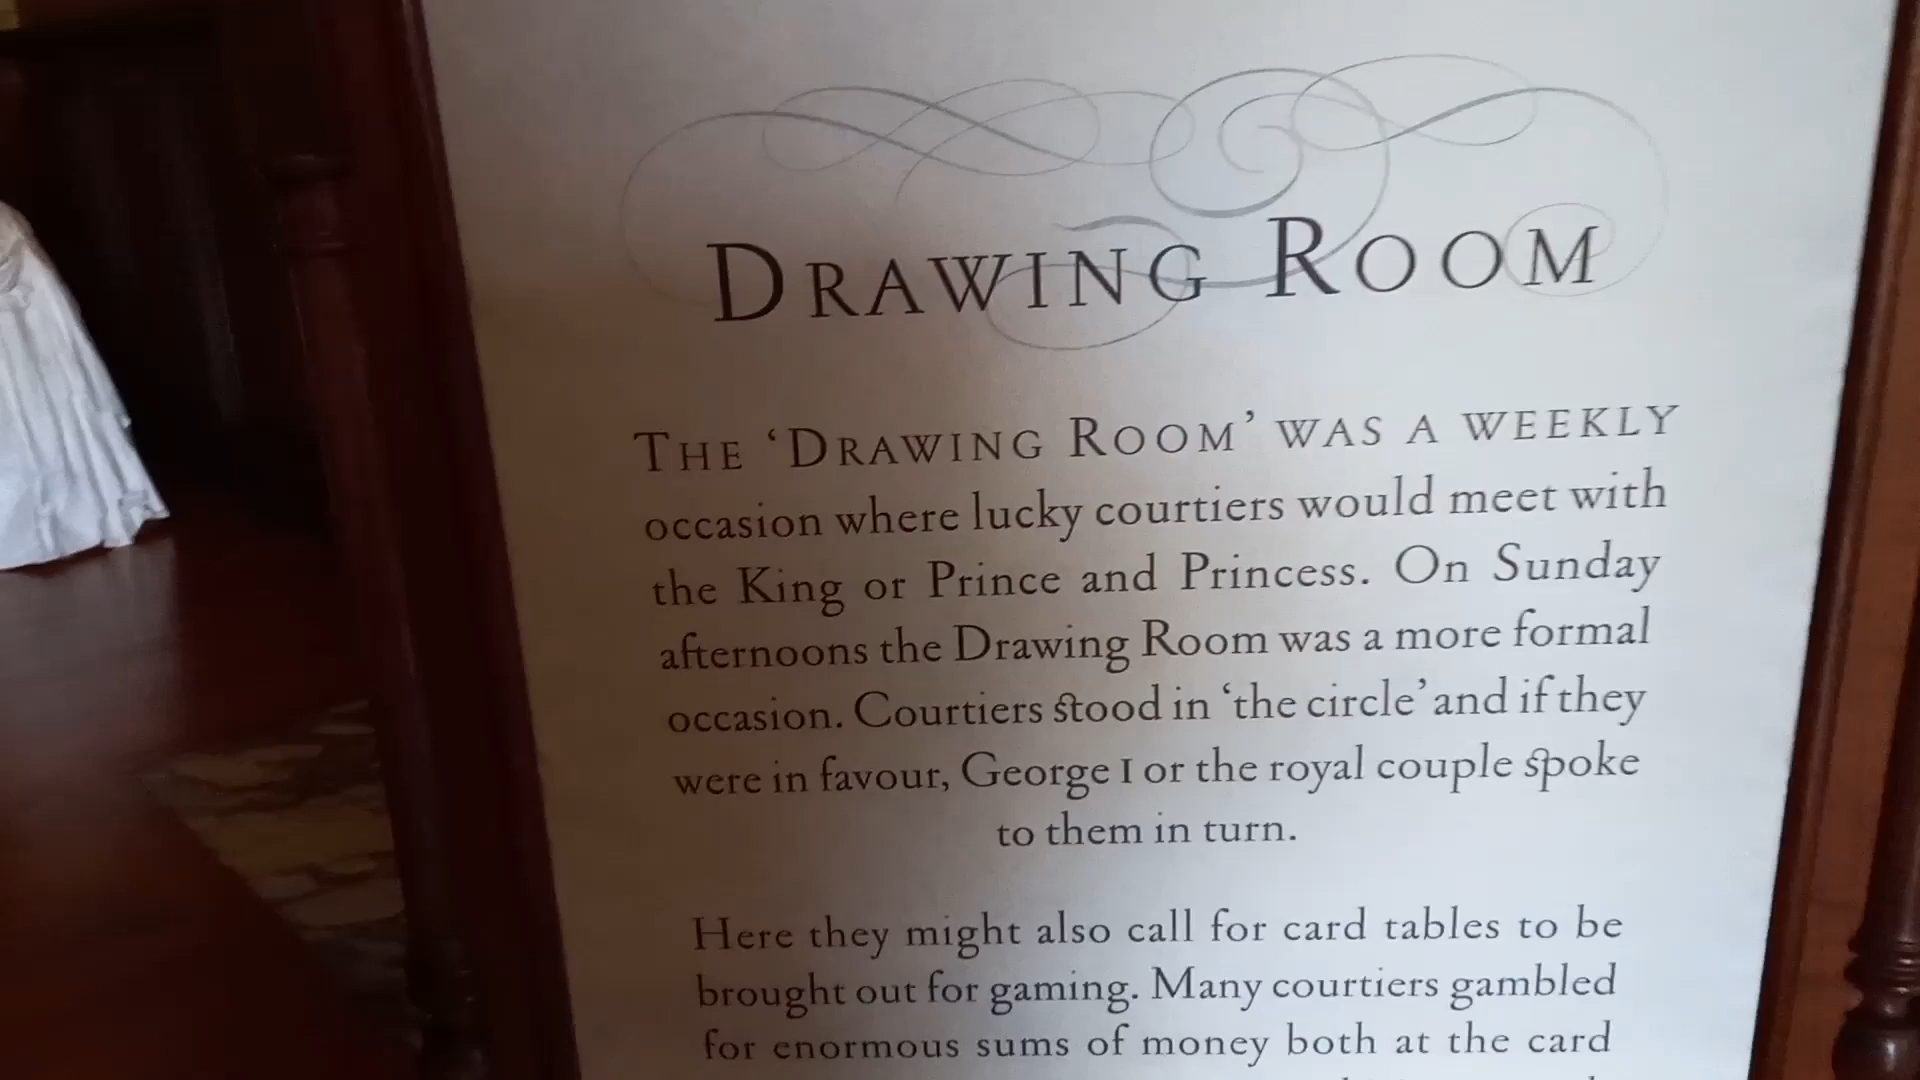 DRAWING ROOM
THE ‘DRAWING ROOM’ WAS A WEEKLY
occasion where lucky courtiers would meet with
the King or Prince and Princess. On Sunday
afternoons the Drawing Room was a more formal
occasion. Courtiers stood in ‘the circle’ and if they
were in favour, George I or the royal couple spoke
to them in turn.
Here they might also call for card tables to be
brought out for gaming. Many courtiers gambled
for enormous sums of money both at the card